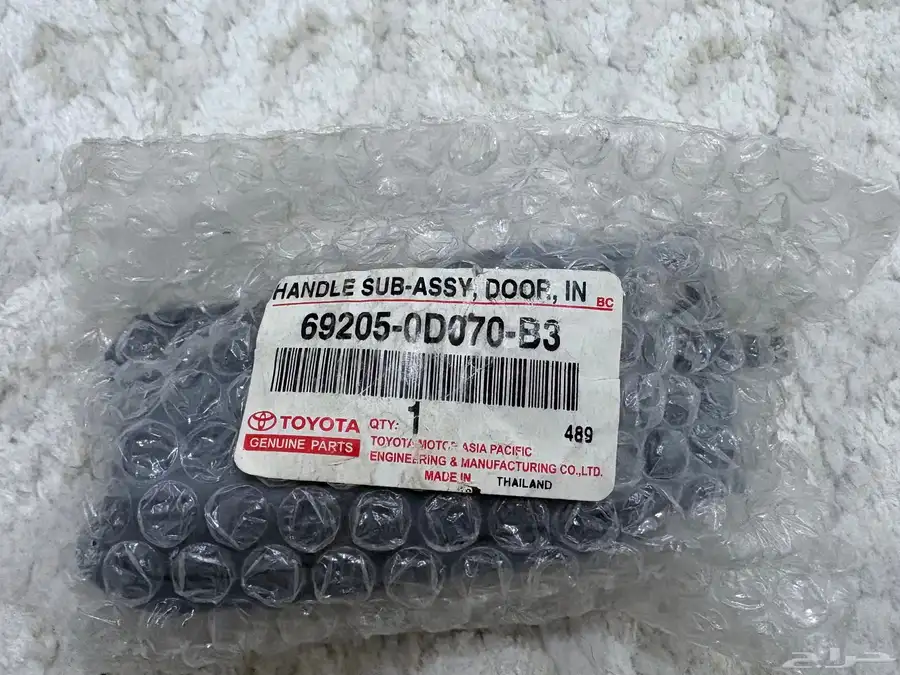 HANDLE SUB-ASSY, DOOR, IN BC
69205-0D070-B3
TOYOTA QTY: 1 489
GENUINE PARTS
TOYOTA MOTOR ASIA PACIFIC
ENGINEERING & MANUFACTURING CO.,LTD.
MADE IN THAILAND
حراج